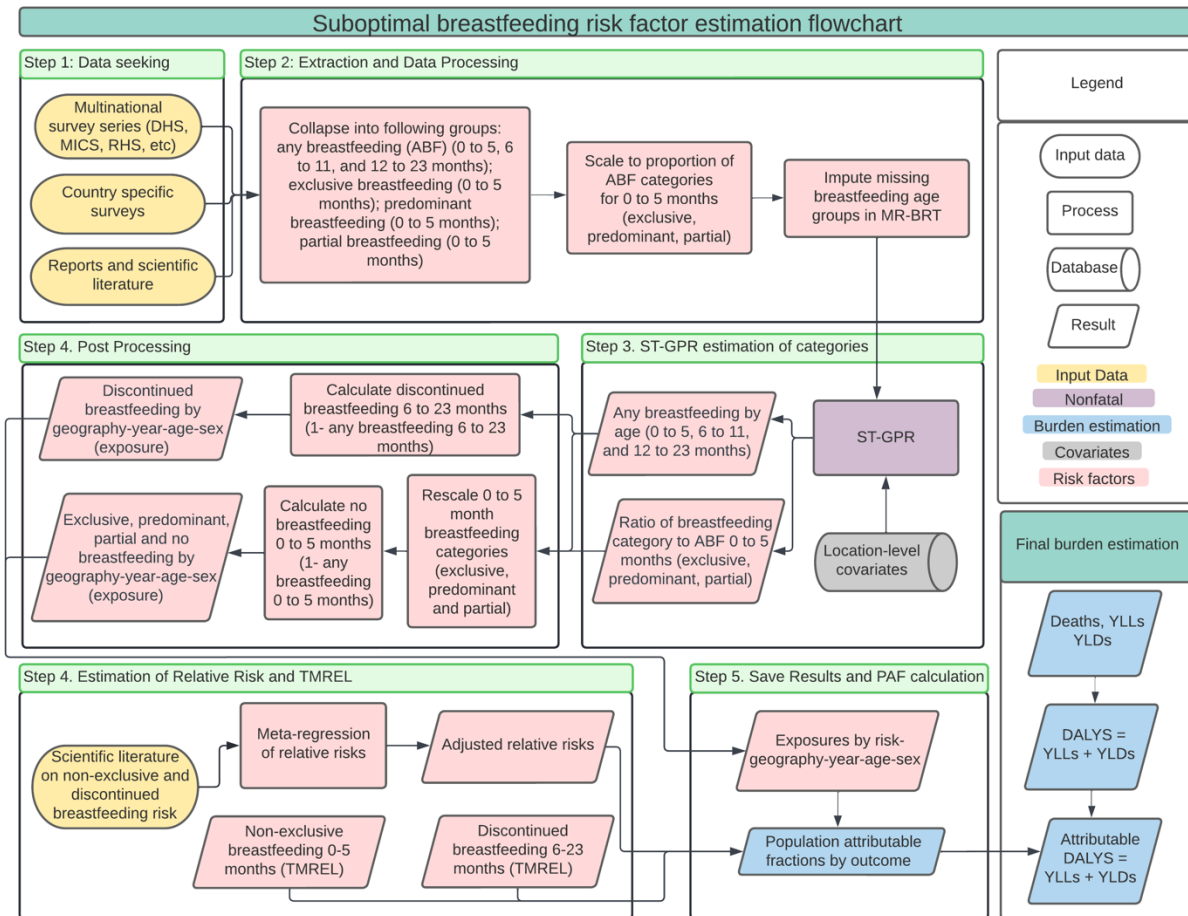 Suboptimal breastfeeding risk factor estimation flowchart
Step 1: Data seeking
Multinational
survey series (DHS,
MICS, RHS, etc)
Country specific
surveys
Reports and scientific
literature
Step 2: Extraction and Data Processing
Collapse into following groups:
any breastfeeding (ABF) (0 to 5, 6
to 11, and 12 to 23 months);
exclusive breastfeeding (0 to 5
months); predominant
breastfeeding (0 to 5 months);
partial breastfeeding (0 to 5
months)
Scale to proportion of
ABF categories
for 0 to 5 months
(exclusive,
predominant, partial)
Impute missing
breastfeeding age
groups in MR-BRT
Legend
Input data
Process
Database
Result
Input Data
Nonfatal
Burden estimation
Covariates
Risk factors
Step 3. ST-GPR estimation of categories
ST-GPR
Location-level
covariates
Any breastfeeding by
age (0 to 5, 6 to 11,
and 12 to 23 months)
Ratio of breastfeeding
category to ABF 0 to 5
months (exclusive,
predominant, partial)
Step 4. Post Processing
Calculate discontinued
breastfeeding 6 to 23 months
(1- any breastfeeding 6 to 23
months)
Discontinued
breastfeeding by
geography-year-age-sex
(exposure)
Rescale 0 to 5
month
breastfeeding
categories
(exclusive,
predominant
and partial)
Calculate no
breastfeeding
0 to 5 months
(1- any
breastfeeding
0 to 5 months)
Exclusive, predominant,
partial and no
breastfeeding by
geography-year-age-sex
(exposure)
Step 4. Estimation of Relative Risk and TMREL
Scientific literature
on non-exclusive and
discontinued
breastfeeding risk
Meta-regression
of relative risks
Adjusted relative risks
Non-exclusive
breastfeeding 0-5
months (TMREL)
Discontinued
breastfeeding 6-23
months (TMREL)
Step 5. Save Results and PAF calculation
Exposures by risk-
geography-year-age-sex
Population attributable
fractions by outcome
Final burden estimation
Deaths, YLLs
YLDs
DALYS =
YLLs + YLDs
Attributable
DALYS =
YLLs + YLDs